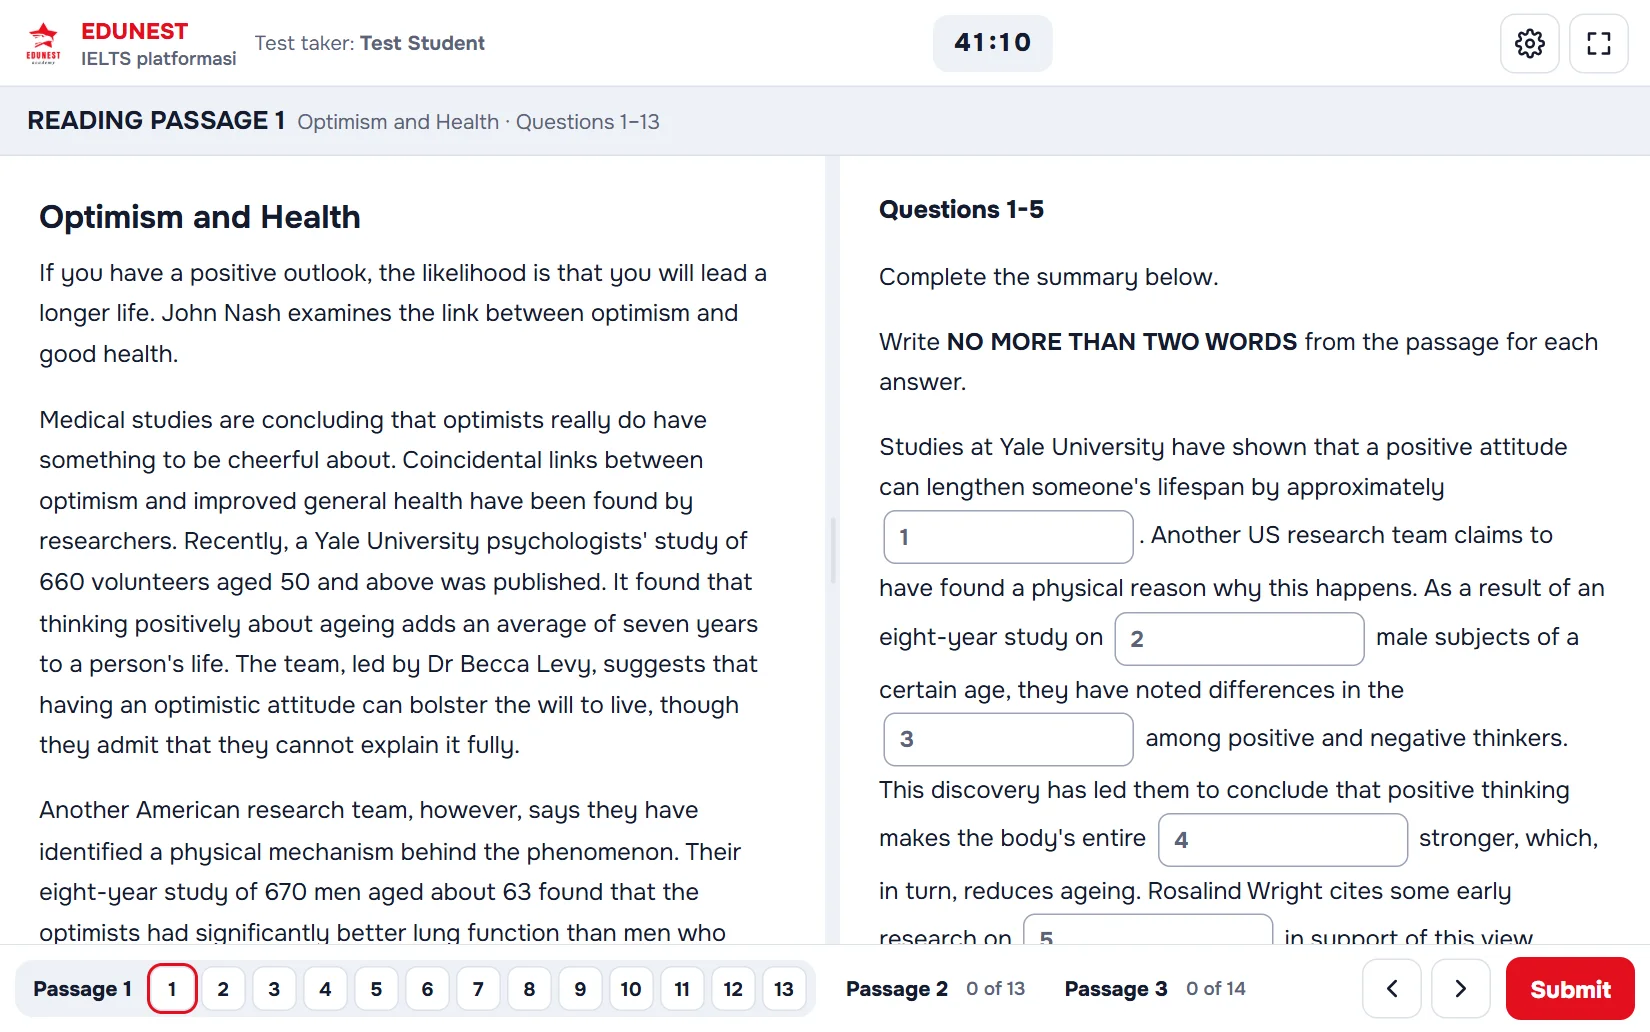 EDUNEST
academy
EDUNEST
IELTS platformasi
Test taker: Test Student
41:10
READING PASSAGE 1 Optimism and Health · Questions 1–13
Optimism and Health
If you have a positive outlook, the likelihood is that you will lead a
longer life. John Nash examines the link between optimism and
good health.
Medical studies are concluding that optimists really do have
something to be cheerful about. Coincidental links between
optimism and improved general health have been found by
researchers. Recently, a Yale University psychologists' study of
660 volunteers aged 50 and above was published. It found that
thinking positively about ageing adds an average of seven years
to a person's life. The team, led by Dr Becca Levy, suggests that
having an optimistic attitude can bolster the will to live, though
they admit that they cannot explain it fully.
Another American research team, however, says they have
identified a physical mechanism behind the phenomenon. Their
eight-year study of 670 men aged about 63 found that the
optimists had significantly better lung function than men who
Questions 1-5
Complete the summary below.
Write NO MORE THAN TWO WORDS from the passage for each
answer.
Studies at Yale University have shown that a positive attitude
can lengthen someone's lifespan by approximately
1 . Another US research team claims to
have found a physical reason why this happens. As a result of an
eight-year study on 2 male subjects of a
certain age, they have noted differences in the
3 among positive and negative thinkers.
This discovery has led them to conclude that positive thinking
makes the body's entire 4 stronger, which,
in turn, reduces ageing. Rosalind Wright cites some early
research on 5 in support of this view
Passage 1 1 2 3 4 5 6 7 8 9 10 11 12 13
Passage 2 0 of 13
Passage 3 0 of 14
Submit